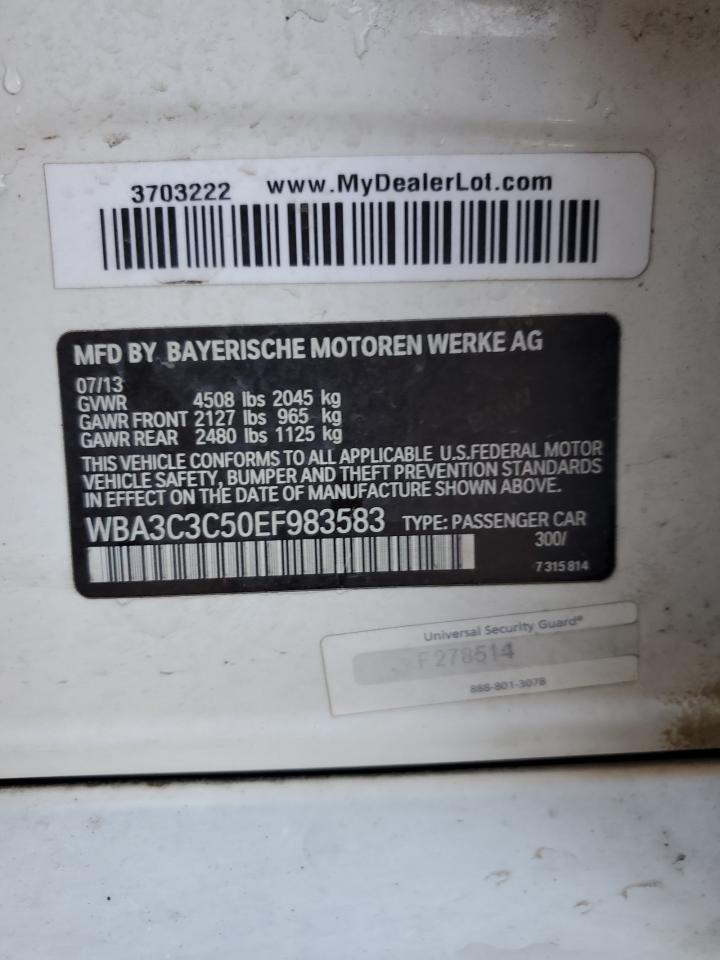 3703222 www.MyDealerLot.com
MFD BY BAYERISCHE MOTOREN WERKE AG
07/13
GVWR 4508 lbs 2045 kg
GAWR FRONT 2127 lbs 965 kg
GAWR REAR 2480 lbs 1125 kg
THIS VEHICLE CONFORMS TO ALL APPLICABLE U.S.FEDERAL MOTOR
VEHICLE SAFETY, BUMPER AND THEFT PREVENTION STANDARDS
IN EFFECT ON THE DATE OF MANUFACTURE SHOWN ABOVE.
WBA3C3C50EF983583 TYPE: PASSENGER CAR
300/
7315814
Universal Security Guard®
F278514
888-801-3078